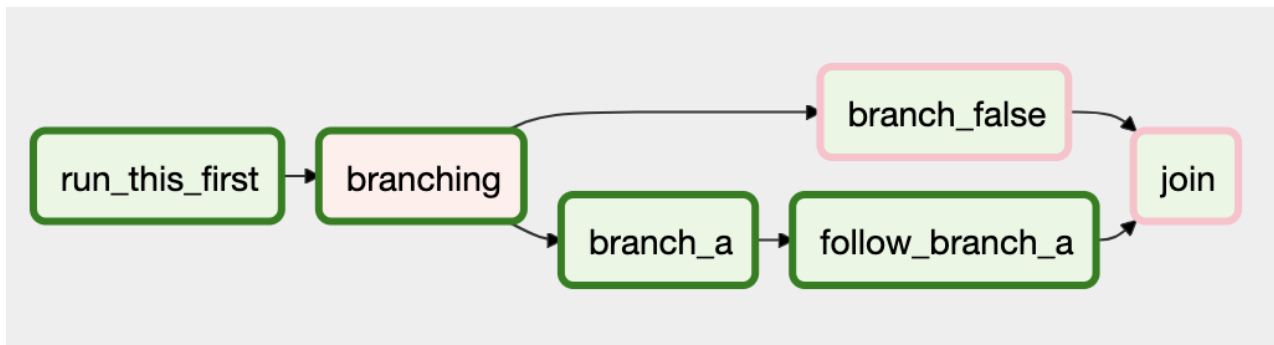 run_this_first
branching
branch_false
branch_a
follow_branch_a
join